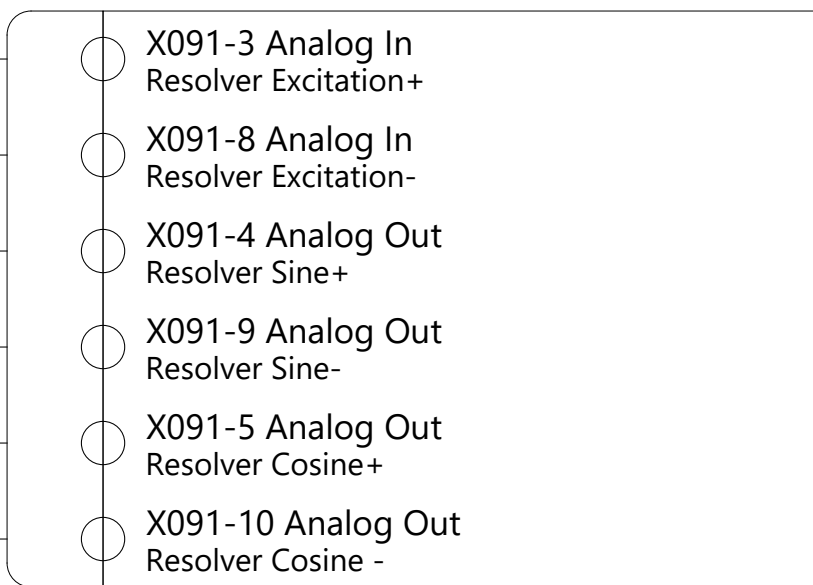 X091-3 Analog In
Resolver Excitation+
X091-8 Analog In
Resolver Excitation-
X091-4 Analog Out
Resolver Sine+
X091-9 Analog Out
Resolver Sine-
X091-5 Analog Out
Resolver Cosine+
X091-10 Analog Out
Resolver Cosine -